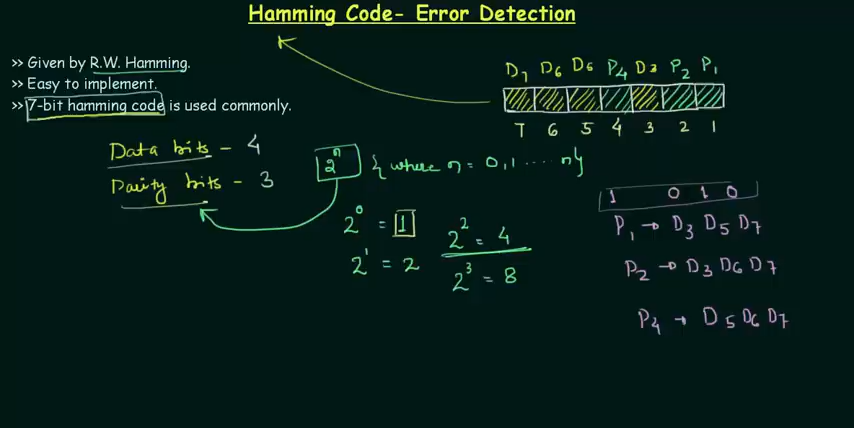 Hamming Code- Error Detection
>> Given by R.W. Hamming.
>> Easy to implement.
>> 7-bit hamming code is used commonly.
D7 D6 D5 P4 D3 P2 P1
7 6 5 4 3 2 1
Data bits - 4
Parity bits - 3
2^n { where n = 0,1 ..... n}
2^0 = 1
2^1 = 2
2^2 = 4
2^3 = 8
1 0 1 0
P1 → D3 D5 D7
P2 → D3 D6 D7
P4 → D5 D6 D7